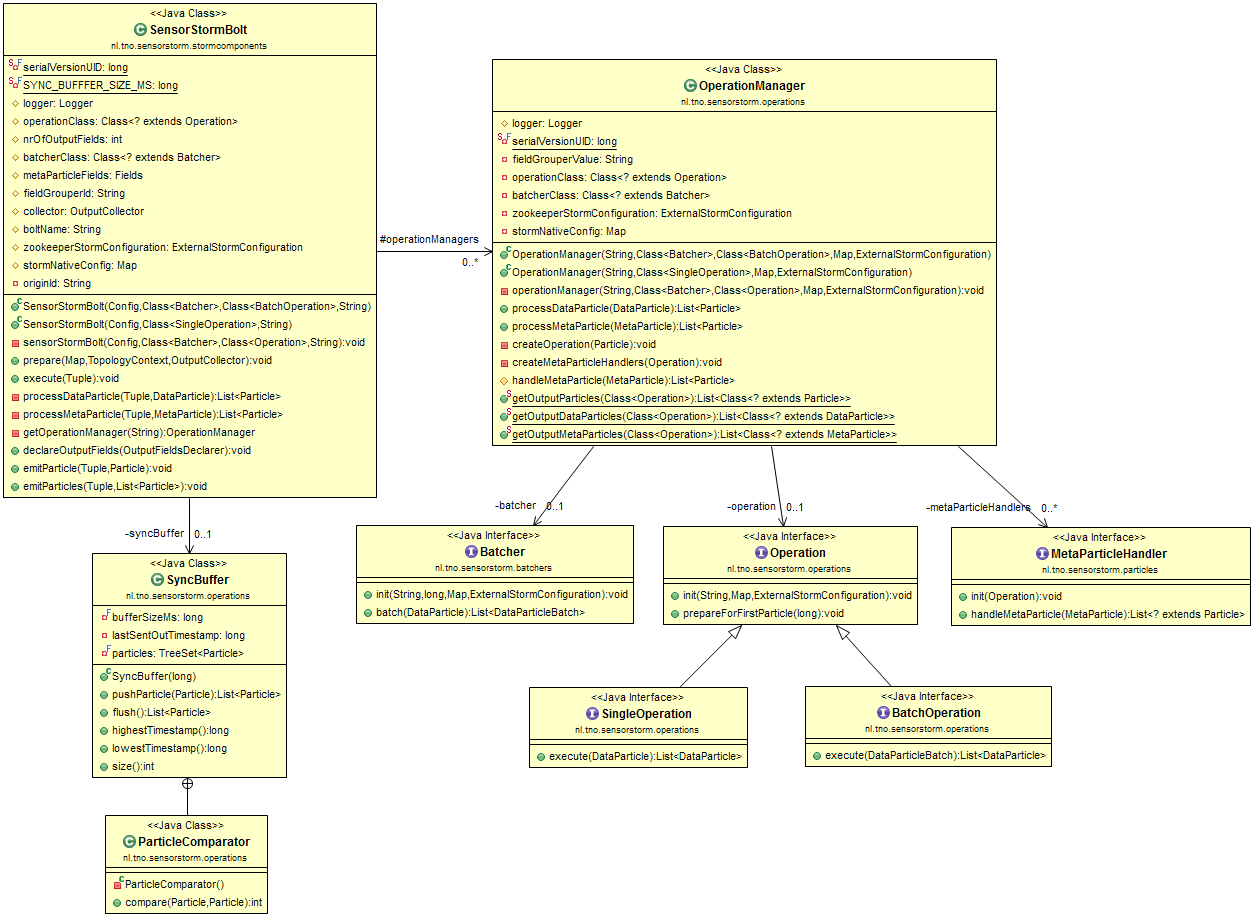 <<Java Class>>
SensorStormBolt
nl.tno.sensorstorm.stormcomponents
serialVersionUID: long
SYNC_BUFFFER_SIZE_MS: long
logger: Logger
operationClass: Class<? extends Operation>
nrOfOutputFields: int
batcherClass: Class<? extends Batcher>
metaParticleFields: Fields
fieldGrouperId: String
collector: OutputCollector
boltName: String
zookeeperStormConfiguration: ExternalStormConfiguration
stormNativeConfig: Map
originId: String
SensorStormBolt(Config,Class<Batcher>,Class<BatchOperation>,String)
SensorStormBolt(Config,Class<SingleOperation>,String)
sensorStormBolt(Config,Class<Batcher>,Class<Operation>,String):void
prepare(Map,TopologyContext,OutputCollector):void
execute(Tuple):void
processDataParticle(Tuple,DataParticle):List<Particle>
processMetaParticle(Tuple,MetaParticle):List<Particle>
getOperationManager(String):OperationManager
declareOutputFields(OutputFieldsDeclarer):void
emitParticle(Tuple,Particle):void
emitParticles(Tuple,List<Particle>):void
#operationManagers
0..*
<<Java Class>>
OperationManager
nl.tno.sensorstorm.operations
logger: Logger
serialVersionUID: long
fieldGrouperValue: String
operationClass: Class<? extends Operation>
batcherClass: Class<? extends Batcher>
zookeeperStormConfiguration: ExternalStormConfiguration
stormNativeConfig: Map
OperationManager(String,Class<Batcher>,Class<BatchOperation>,Map,ExternalStormConfiguration)
OperationManager(String,Class<SingleOperation>,Map,ExternalStormConfiguration)
operationManager(String,Class<Batcher>,Class<Operation>,Map,ExternalStormConfiguration):void
processDataParticle(DataParticle):List<Particle>
processMetaParticle(MetaParticle):List<Particle>
createOperation(Particle):void
createMetaParticleHandlers(Operation):void
handleMetaParticle(MetaParticle):List<Particle>
getOutputParticles(Class<Operation>):List<Class<? extends Particle>>
getOutputDataParticles(Class<Operation>):List<Class<? extends DataParticle>>
getOutputMetaParticles(Class<Operation>):List<Class<? extends MetaParticle>>
-syncBuffer 0..1
-batcher 0..1
-operation 0..1
-metaParticleHandlers 0..*
<<Java Class>>
SyncBuffer
nl.tno.sensorstorm.operations
bufferSizeMs: long
lastSentOutTimestamp: long
particles: TreeSet<Particle>
SyncBuffer(long)
pushParticle(Particle):List<Particle>
flush():List<Particle>
highestTimestamp():long
lowestTimestamp():long
size():int
<<Java Interface>>
Batcher
nl.tno.sensorstorm.batchers
init(String,long,Map,ExternalStormConfiguration):void
batch(DataParticle):List<DataParticleBatch>
<<Java Interface>>
Operation
nl.tno.sensorstorm.operations
init(String,Map,ExternalStormConfiguration):void
prepareForFirstParticle(long):void
<<Java Interface>>
MetaParticleHandler
nl.tno.sensorstorm.particles
init(Operation):void
handleMetaParticle(MetaParticle):List<? extends Particle>
<<Java Interface>>
SingleOperation
nl.tno.sensorstorm.operations
execute(DataParticle):List<DataParticle>
<<Java Interface>>
BatchOperation
nl.tno.sensorstorm.operations
execute(DataParticleBatch):List<DataParticle>
<<Java Class>>
ParticleComparator
nl.tno.sensorstorm.operations
ParticleComparator()
compare(Particle,Particle):int